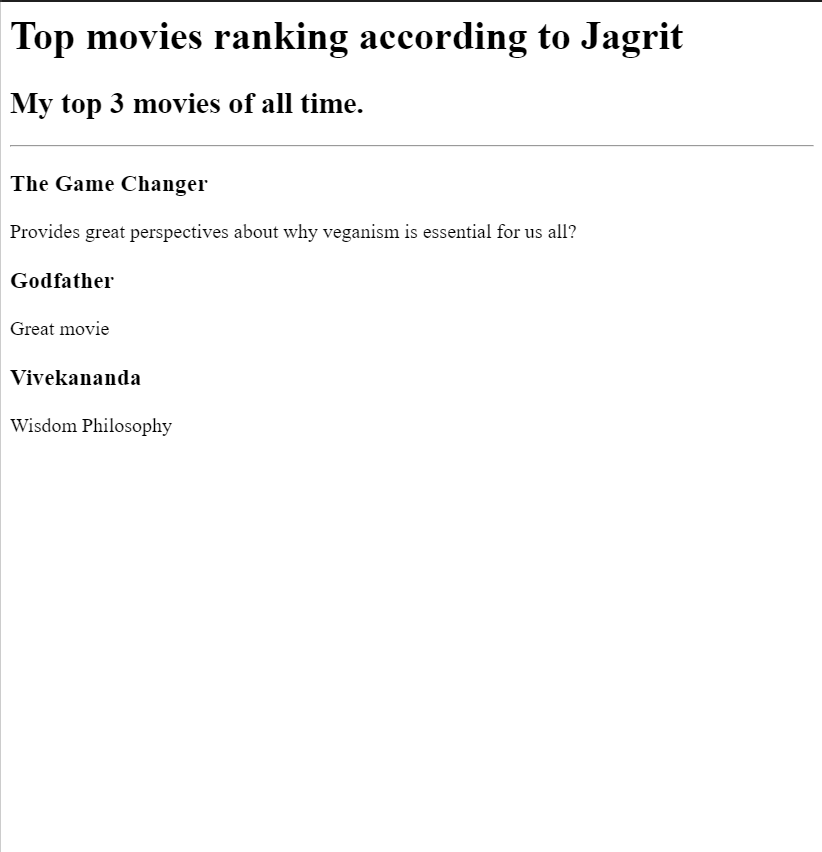 Top movies ranking according to Jagrit
My top 3 movies of all time.
The Game Changer
Provides great perspectives about why veganism is essential for us all?
Godfather
Great movie
Vivekananda
Wisdom Philosophy